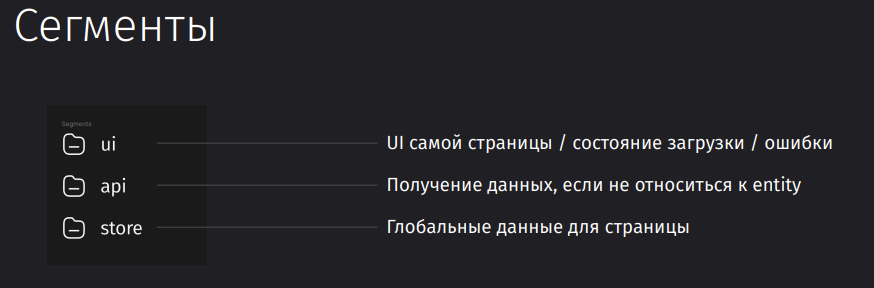 Сегменты
Segments
ui
UI самой страницы / состояние загрузки / ошибки
api
Получение данных, если не относиться к entity
store
Глобальные данные для страницы